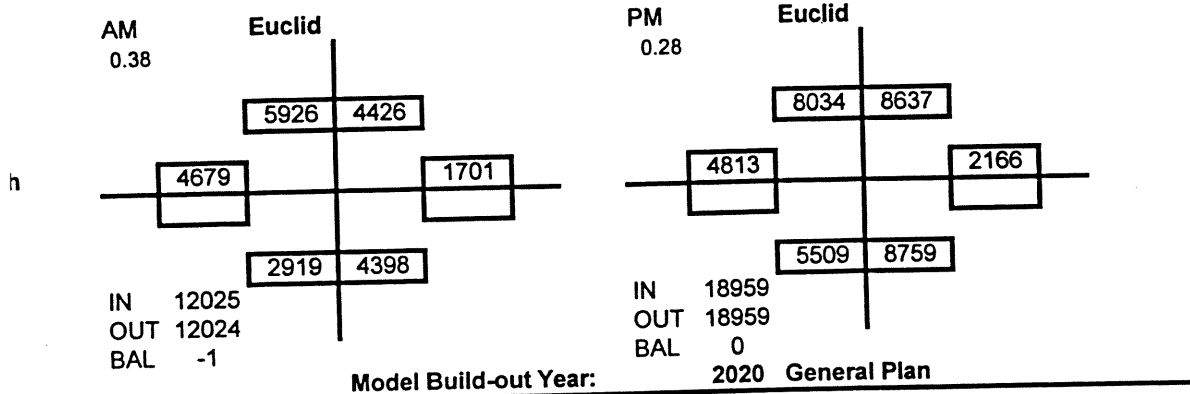 AM Euclid
0.38
5926 4426
4679 1701
2919 4398
IN 12025
OUT 12024
BAL -1
PM Euclid
0.28
8034 8637
4813 2166
5509 8759
IN 18959
OUT 18959
BAL 0
h
Model Build-out Year: 2020 General Plan